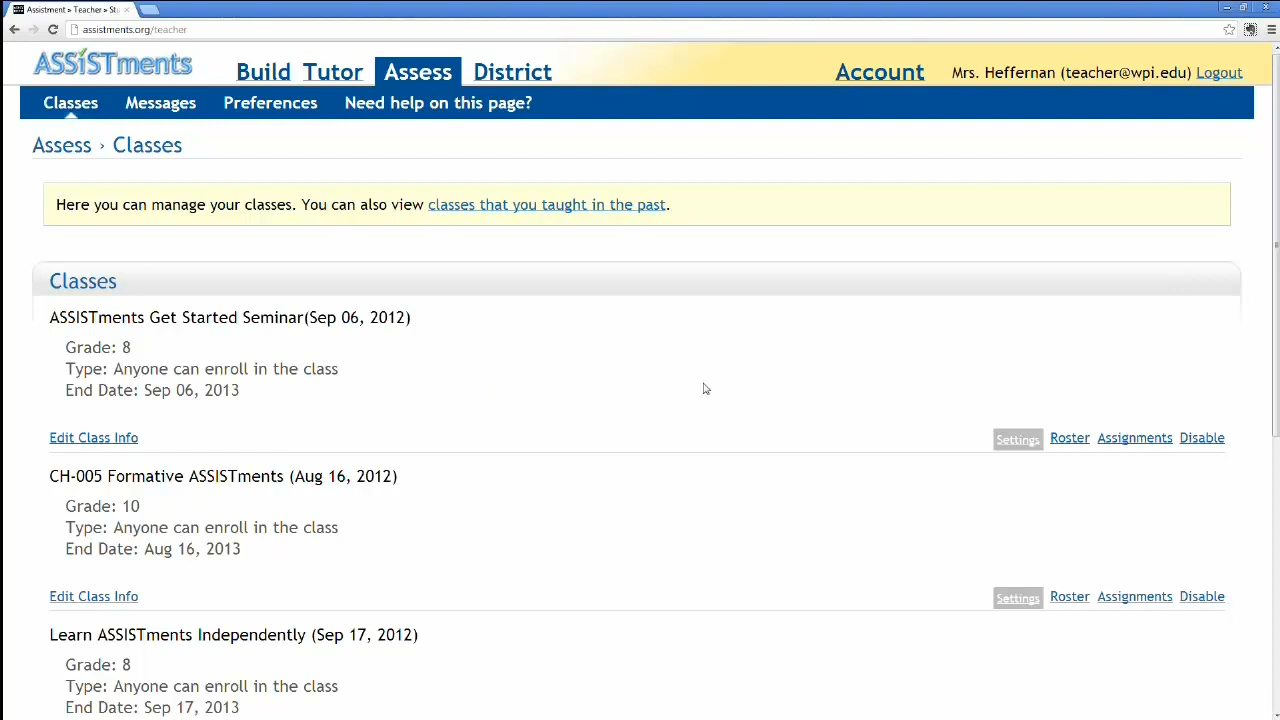 Assistment » Teacher » Stu
assistments.org/teacher
ASSiSTments
Build Tutor Assess District Account Mrs. Heffernan (teacher@wpi.edu) Logout
Classes Messages Preferences Need help on this page?
Assess › Classes
Here you can manage your classes. You can also view classes that you taught in the past.
Classes
ASSISTments Get Started Seminar(Sep 06, 2012)
Grade: 8
Type: Anyone can enroll in the class
End Date: Sep 06, 2013
Edit Class Info Settings Roster Assignments Disable
CH-005 Formative ASSISTments (Aug 16, 2012)
Grade: 10
Type: Anyone can enroll in the class
End Date: Aug 16, 2013
Edit Class Info Settings Roster Assignments Disable
Learn ASSISTments Independently (Sep 17, 2012)
Grade: 8
Type: Anyone can enroll in the class
End Date: Sep 17, 2013